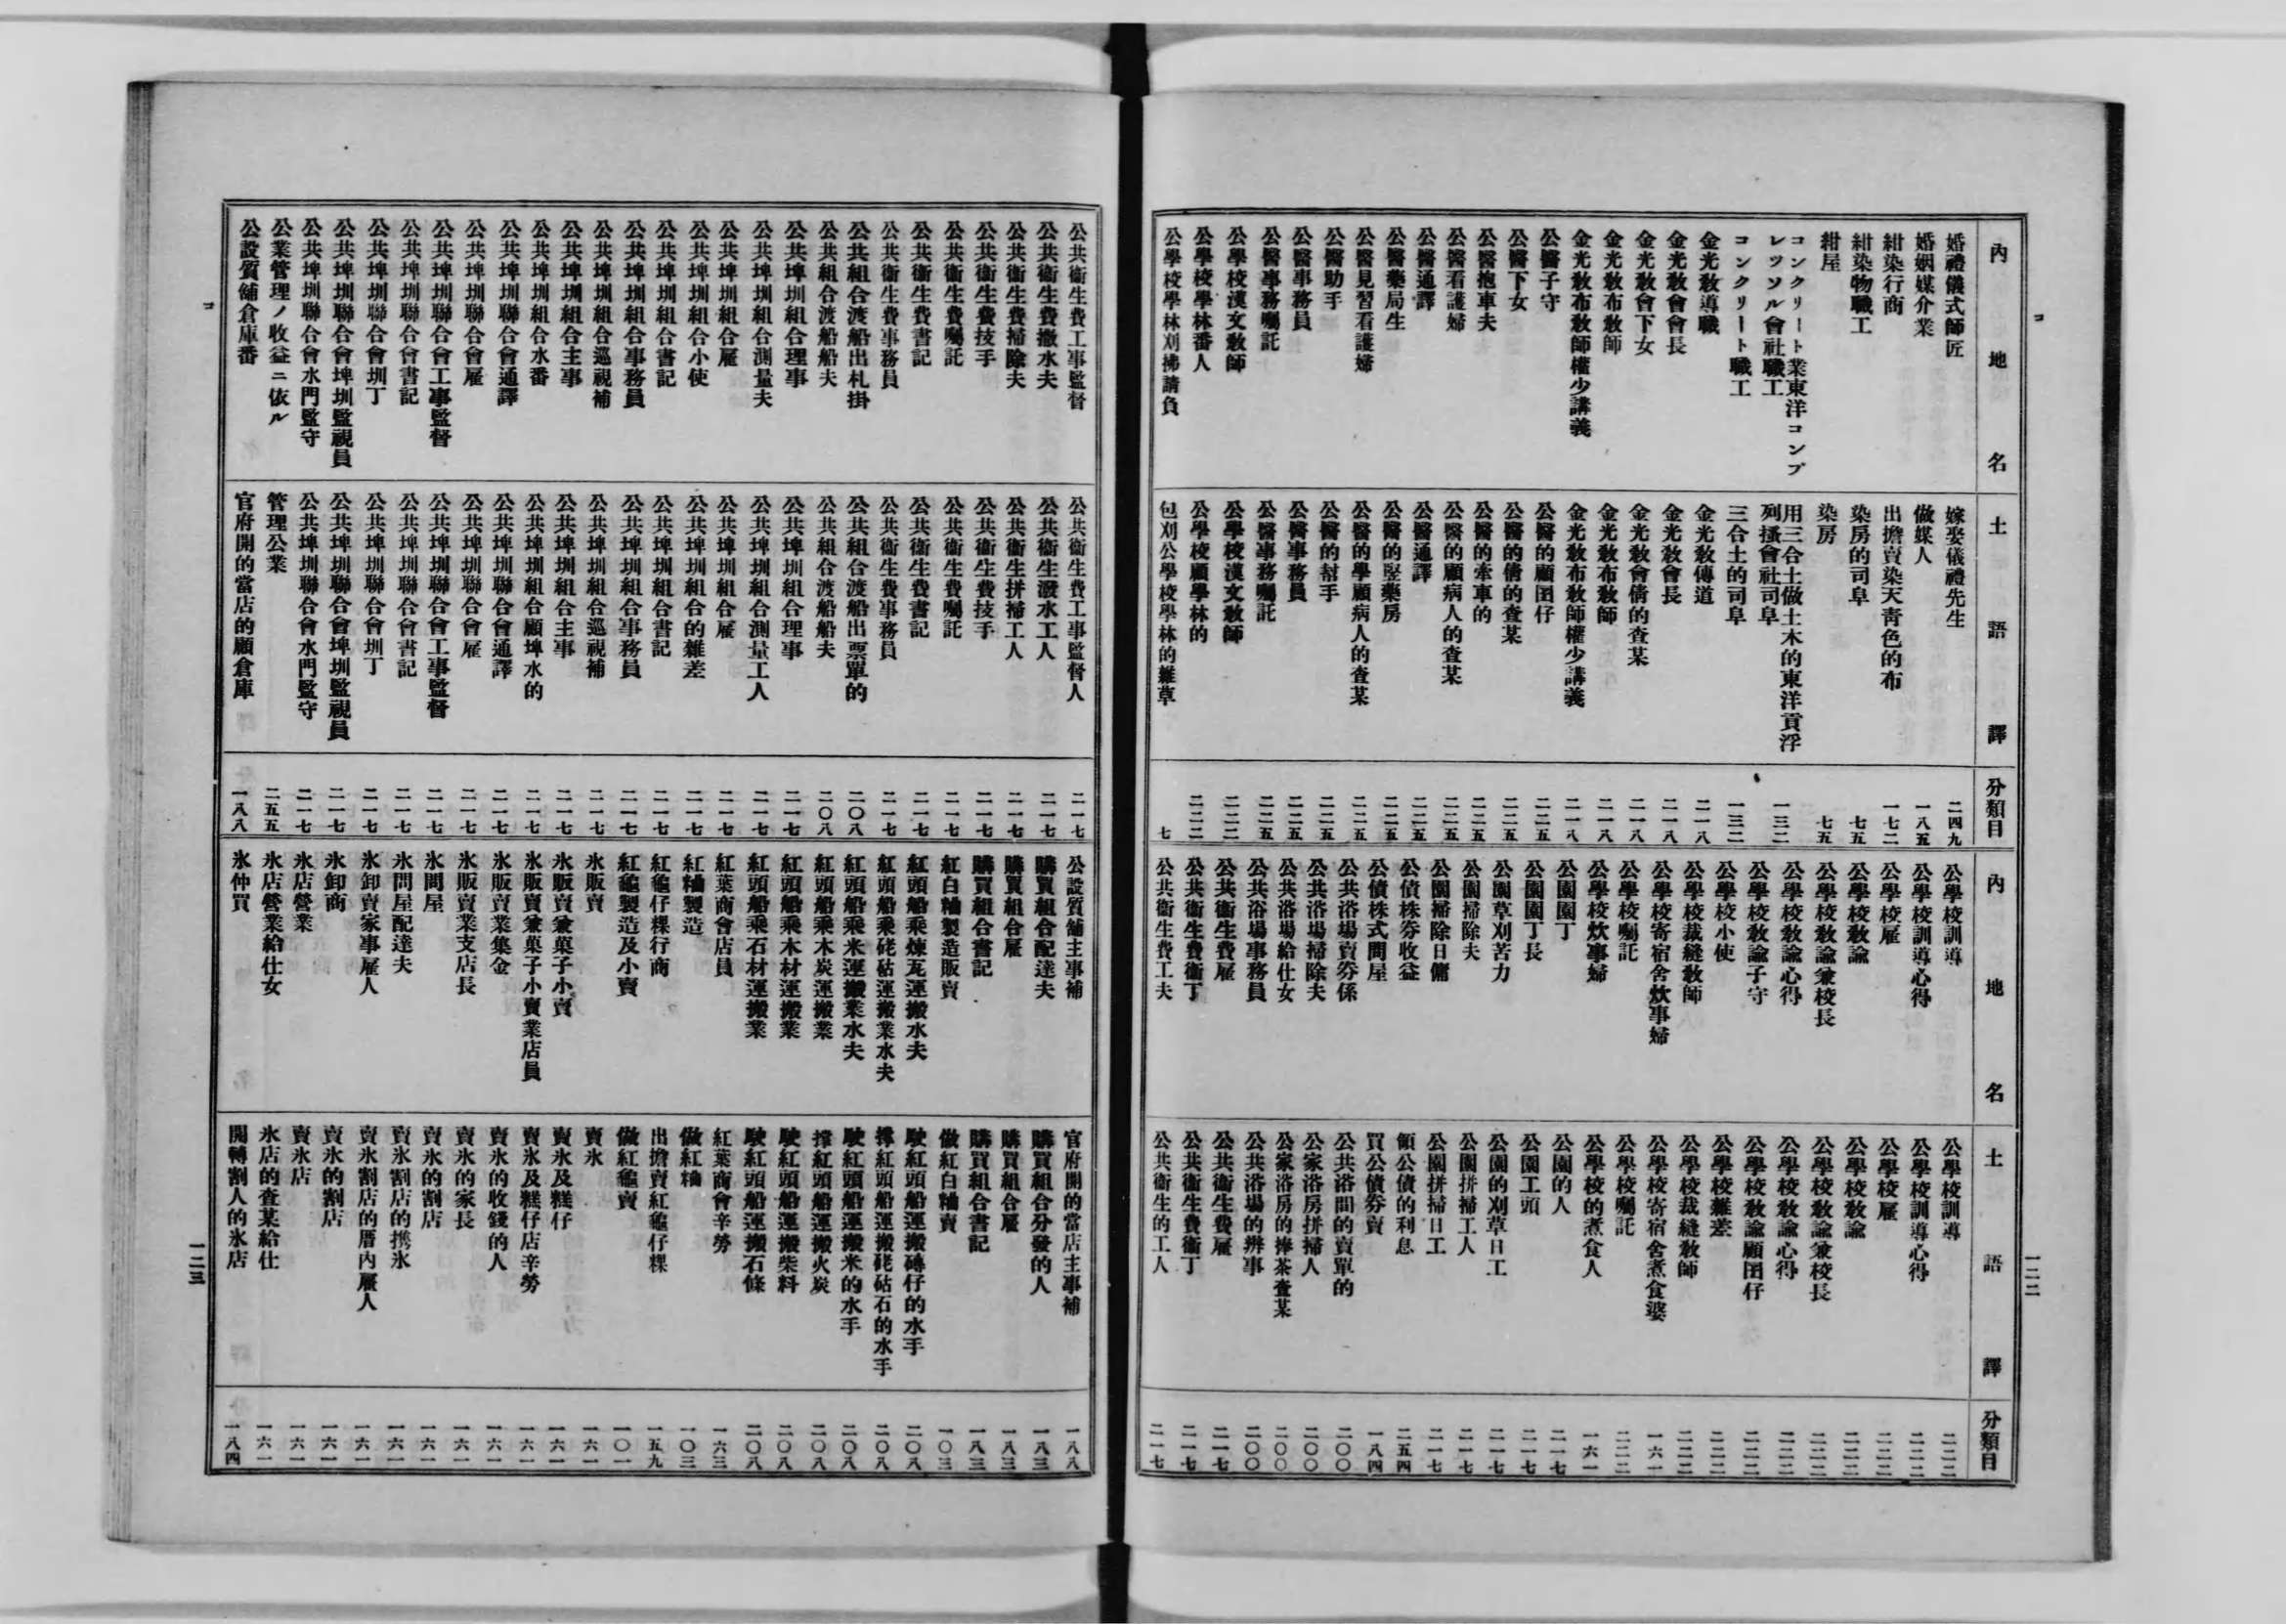 コ
內地名 土語譯 分類目
婚禮儀式師匠 嫁娶儀禮先生 二四九
婚姻媒介業 做媒人 一八五
紺染行商 出擔賣染天靑色的布 一七二
紺染物職工 染房的司阜 七五
紺屋 染房 七五
コンクリート業東洋コンプレツソル會社職工 用三合土做土木的東洋貢浮列搔會社司阜 一三二
コンクリート職工 三合土的司阜 一三二
金光敎導職 金光敎傳道 二一八
金光敎會會長 金光敎會長 二一八
金光敎會下女 金光敎會倩的查某 二一八
金光敎布敎師 金光敎布敎師 二一八
金光敎布敎師權少講義 金光敎布敎師權少講義 二一八
公醫子守 公醫的顧囝仔 二二五
公醫下女 公醫的倩的查某 二二五
公醫抱車夫 公醫的牽車的 二二五
公醫看護婦 公醫的顧病人的查某 二二五
公醫通譯 公醫通譯 二二五
公醫藥局生 公醫的竪藥房 二二五
公醫見習看護婦 公醫的學顧病人的查某 二二五
公醫助手 公醫的幇手 二二五
公醫事務員 公醫事務員 二二五
公醫事務囑託 公醫事務囑託 二二五
公學校漢文敎師 公學校漢文敎師 二二二
公學校學林番人 公學校顧學林的 二二二
公學校學林刈拂請負 包刈公學校學林的雜草 七
內地名 土語譯 分類目
公學校訓導 公學校訓導 二二二
公學校訓導心得 公學校訓導心得 二二二
公學校雇 公學校雇 二二二
公學校敎諭 公學校敎諭 二二二
公學校敎諭兼校長 公學校敎諭兼校長 二二二
公學校敎諭心得 公學校敎諭心得 二二二
公學校敎諭子守 公學校敎諭顧囝仔 二二二
公學校小使 公學校雜差 二二二
公學校裁縫敎師 公學校裁縫敎師 二二二
公學校寄宿舍炊事婦 公學校寄宿舍煮食婆 一六一
公學校囑託 公學校囑託 二二二
公學校炊事婦 公學校的煮食人 一六一
公園園丁 公園的人 二一七
公園園丁長 公園工頭 二一七
公園草刈苦力 公園的刈草日工 二一七
公園掃除夫 公園拼掃工人 二一七
公園掃除日傭 公園拼掃日工 二一七
公債株券收益 領公債的利息 二五四
公債株式問屋 買公債券賣 一八四
公共浴場賣券係 公共浴間的賣單的 二〇〇
公共浴場掃除夫 公家浴房拼掃人 二〇〇
公共浴場給仕女 公家浴房的捧茶查某 二〇〇
公共浴場事務員 公共浴場的辨事 二〇〇
公共衞生費雇 公共衞生費雇 二一七
公共衞生費衞丁 公共衞生費衞丁 二一七
公共衞生費工夫 公共衞生的工人 二一七
一二二
公共衞生費工事監督 公共衞生費工事監督人 二一七
公共衞生費撒水夫 公共衞生潑水工人 二一七
公共衞生費掃除夫 公共衞生拼掃工人 二一七
公共衞生費技手 公共衞生費技手 二一七
公共衞生費囑託 公共衞生費囑託 二一七
公共衞生費書記 公共衞生費書記 二一七
公共衞生費事務員 公共衞生費事務員 二一七
公共組合渡船出札掛 公共組合渡船出票單的 二〇八
公共組合渡船船夫 公共組合渡船船夫 二〇八
公共埤圳組合理事 公共埤圳組合理事 二一七
公共埤圳組合測量夫 公共埤圳組合測量工人 二一七
公共埤圳組合雇 公共埤圳組合雇 二一七
公共埤圳組合小使 公共埤圳組合的雜差 二一七
公共埤圳組合書記 公共埤圳組合書記 二一七
公共埤圳組合事務員 公共埤圳組合事務員 二一七
公共埤圳組合巡視補 公共埤圳組合巡視補 二一七
公共埤圳組合主事 公共埤圳組合主事 二一七
公共埤圳組合水番 公共埤圳組合顧埤水的 二一七
公共埤圳聯合會通譯 公共埤圳聯合會通譯 二一七
公共埤圳聯合會雇 公共埤圳聯合會雇 二一七
公共埤圳聯合會工事監督 公共埤圳聯合會工事監督 二一七
公共埤圳聯合會書記 公共埤圳聯合會書記 二一七
公共埤圳聯合會圳丁 公共埤圳聯合會圳丁 二一七
公共埤圳聯合會埤圳監視員 公共埤圳聯合會埤圳監視員 二一七
公共埤圳聯合會水門監守 公共埤圳聯合會水門監守 二一七
公業管理ノ收益ニ依ル 管理公業 二五五
公設質舖倉庫番 官府開的當店的顧倉庫 一八八
公設質舖主事補 官府開的當店主事補 一八八
購買組合配達夫 購買組合分發的人 一八三
購買組合雇 購買組合雇 一八三
購買組合書記 購買組合書記 一八三
紅白粬製造販賣 做紅白粬賣 一〇三
紅頭船乘煉瓦運搬水夫 駛紅頭船運搬磚仔的水手 二〇八
紅頭船乘硓𥑮運搬業水夫 撑紅頭船運搬硓𥑮石的水手 二〇八
紅頭船乘米運搬業水夫 駛紅頭船運搬米的水手 二〇八
紅頭船乘木炭運搬業 撑紅頭船運搬火炭 二〇八
紅頭船乘木材運搬業 駛紅頭船運搬柴料 二〇八
紅頭船乘石材運搬業 駛紅頭船運搬石條 二〇八
紅葉商會店員 紅葉商會辛勞 一六三
紅粬製造 做紅粬 一〇三
紅龜仔粿行商 出擔賣紅龜仔粿 一五九
紅龜製造及小賣 做紅龜賣 一〇一
氷販賣 賣氷 一六一
氷販賣兼菓子小賣 賣氷及糕仔 一六一
氷販賣兼菓子小賣業店員 賣氷及糕仔店辛勞 一六一
氷販賣業集金 賣氷的收錢的人 一六一
氷販賣業支店長 賣氷的家長 一六一
氷問屋 賣氷的割店 一六一
氷問屋配達夫 賣氷割店的携氷 一六一
氷卸賣家事雇人 賣氷割店的厝內雇人 一六一
氷卸商 賣氷的割店 一六一
氷店營業 賣氷店 一六一
氷店營業給仕女 氷店的查某給仕 一六一
氷仲買 開轉割人的氷店 一八四
コ
一二三